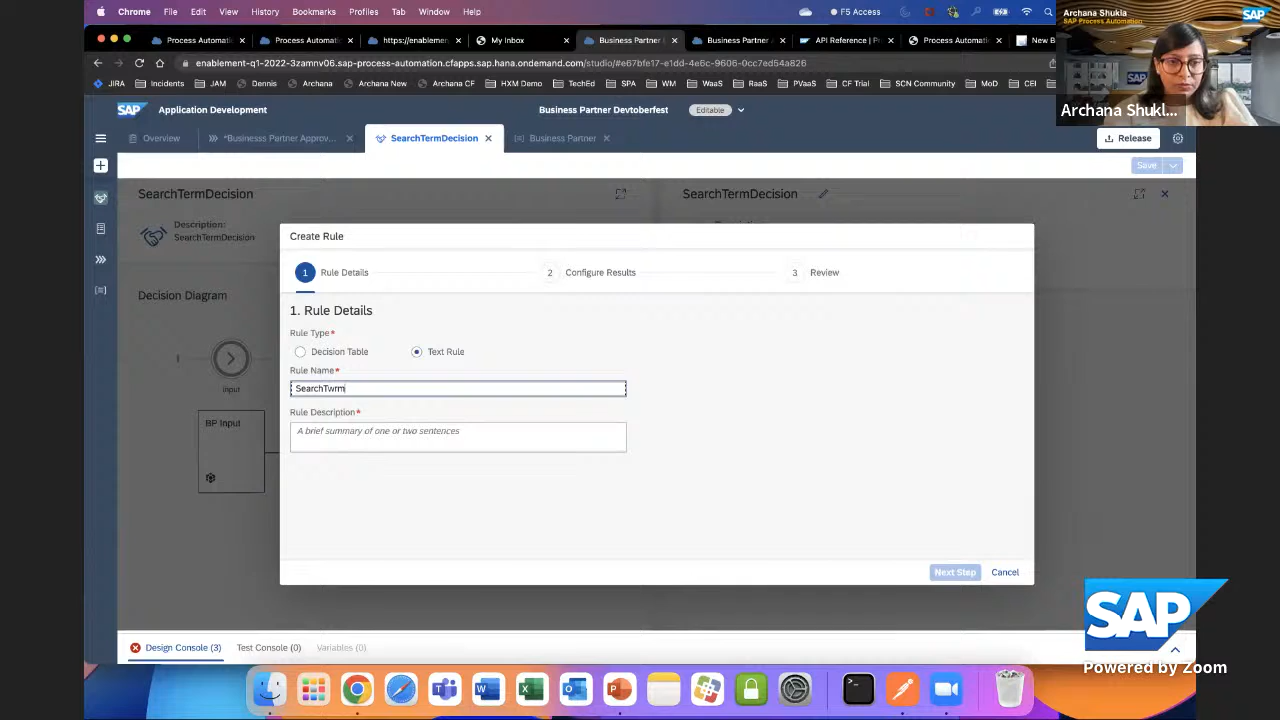 Chrome File Edit View History Bookmarks Profiles Tab Window Help F5 Access
Archana Shukla
SAP Process Automation
SAP
Process Automati Process Automati https://enableme My Inbox Business Partner Business Partner API Reference | P Process Automati New B
enablement-q1-2022-3zamnv06.sap-process-automation.cfapps.sap.hana.ondemand.com/studio/#e67bfe17-e1dd-4e6c-9606-0cc7ed54a826
JIRA Incidents JAM Dennis Archana New Archana CF HXM Demo TechEd SPA WM WaaS RaaS PVaaS CF Trial SCN Community MoD CEI
SAP
Archana Shukl...
SAP Application Development Business Partner Devtoberfest Editable
Overview *Businesss Partner Approv... SearchTermDecision Business Partner Release
Save
SearchTermDecision SearchTermDecision
Description:
SearchTermDecision
Create Rule
1 Rule Details 2 Configure Results 3 Review
Decision Diagram
1. Rule Details
Rule Type*
Decision Table Text Rule
Rule Name*
SearchTwrm
input
Rule Description*
BP Input
A brief summary of one or two sentences
Next Step Cancel
SAP
Design Console (3) Test Console (0) Variables (0)
Powered by Zoom